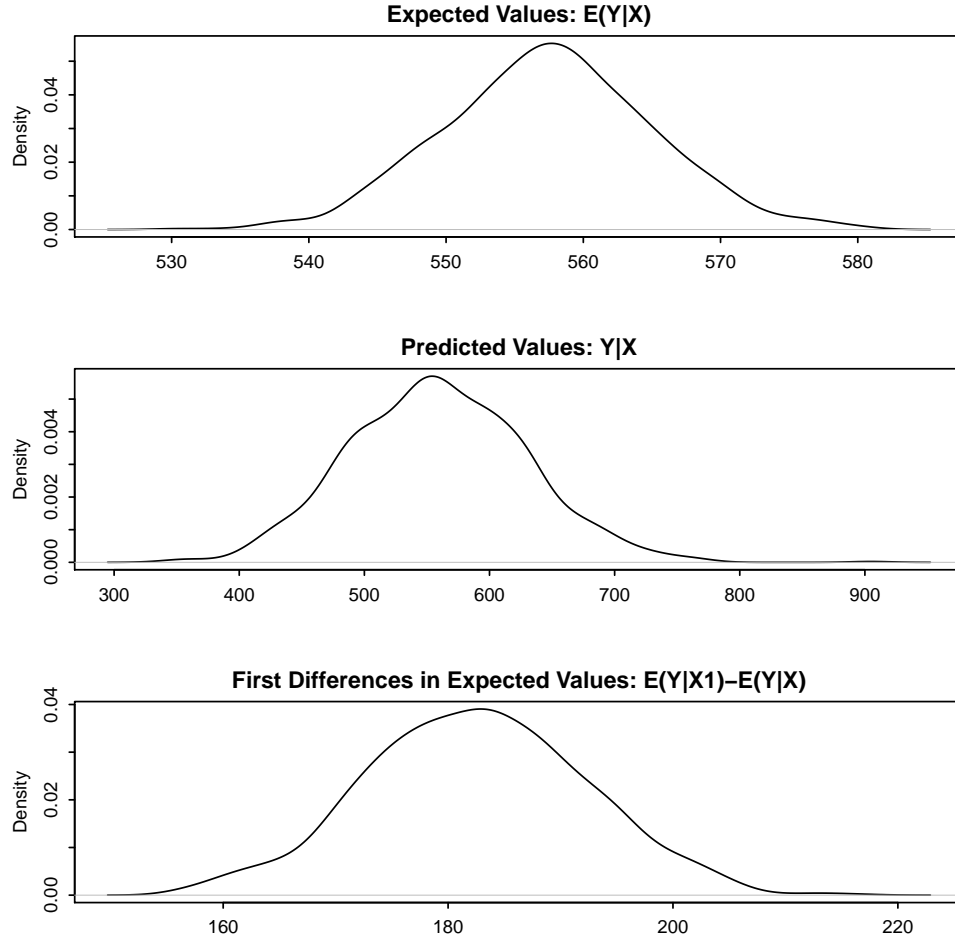 Expected Values: E(Y|X)
Density
0.00
0.02
0.04
530 540 550 560 570 580
Predicted Values: Y|X
Density
0.000
0.002
0.004
300 400 500 600 700 800 900
First Differences in Expected Values: E(Y|X1)−E(Y|X)
Density
0.00
0.02
0.04
160 180 200 220